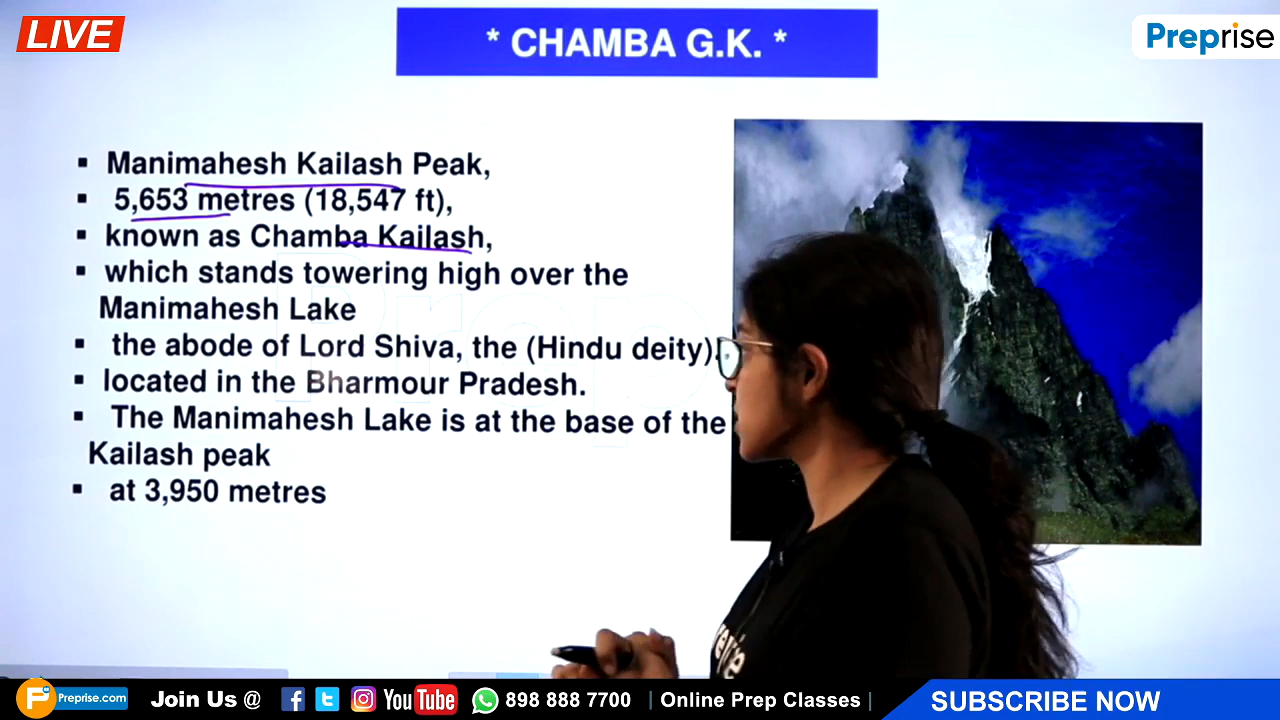 LIVE
* CHAMBA G.K. *
Preprise
▪ Manimahesh Kailash Peak,
▪ 5,653 metres (18,547 ft),
▪ known as Chamba Kailash,
▪ which stands towering high over the
Manimahesh Lake
▪ the abode of Lord Shiva, the (Hindu deity).
▪ located in the Bharmour Pradesh.
▪ The Manimahesh Lake is at the base of the
Kailash peak
▪ at 3,950 metres
Prep
Preprise.com Join Us @ YouTube 898 888 7700 | Online Prep Classes | SUBSCRIBE NOW